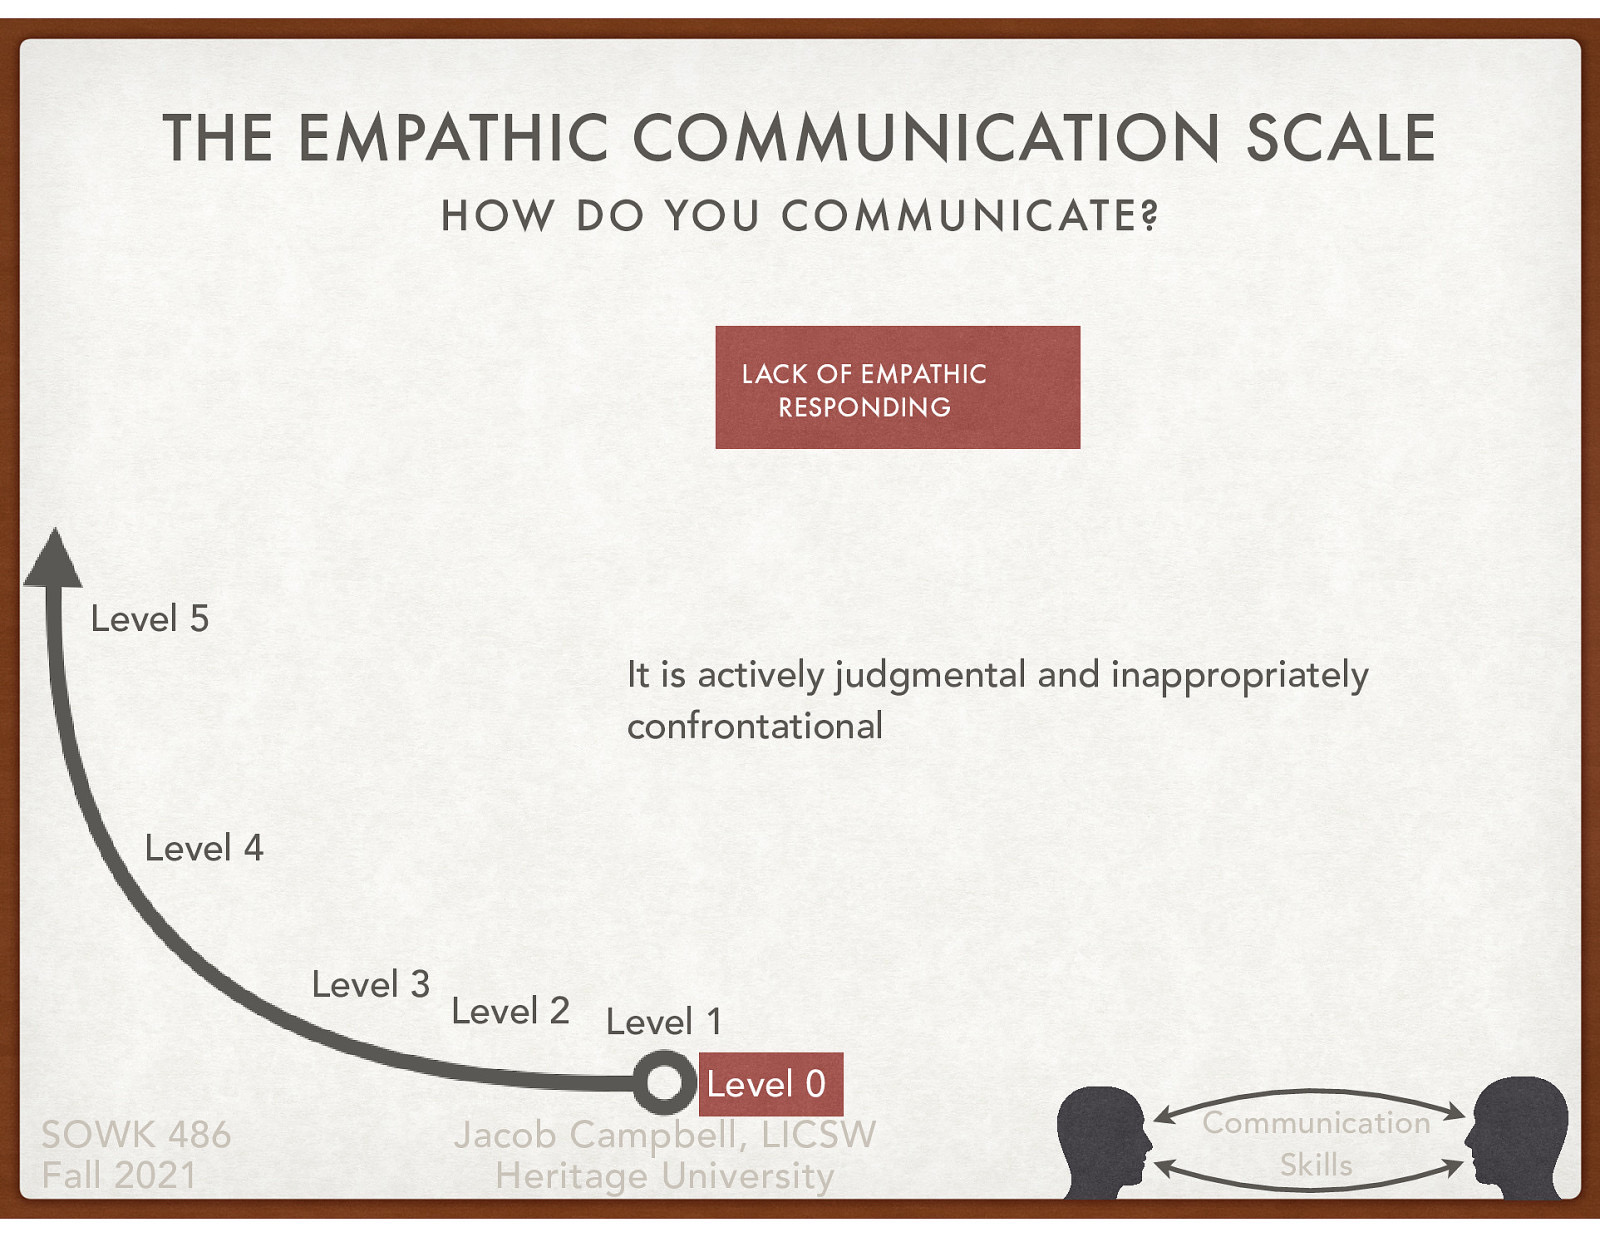 THE EMPATHIC COMMUNICATION SCALE
HOW DO YOU COMMUNICATE?
LACK OF EMPATHIC
RESPONDING
Level 5
It is actively judgmental and inappropriately
confrontational
Level 4
Level 3
Level 2
Level 1
Level 0
SOWK 486
Fall 2021
Jacob Campbell, LICSW
Heritage University
Communication
Skills